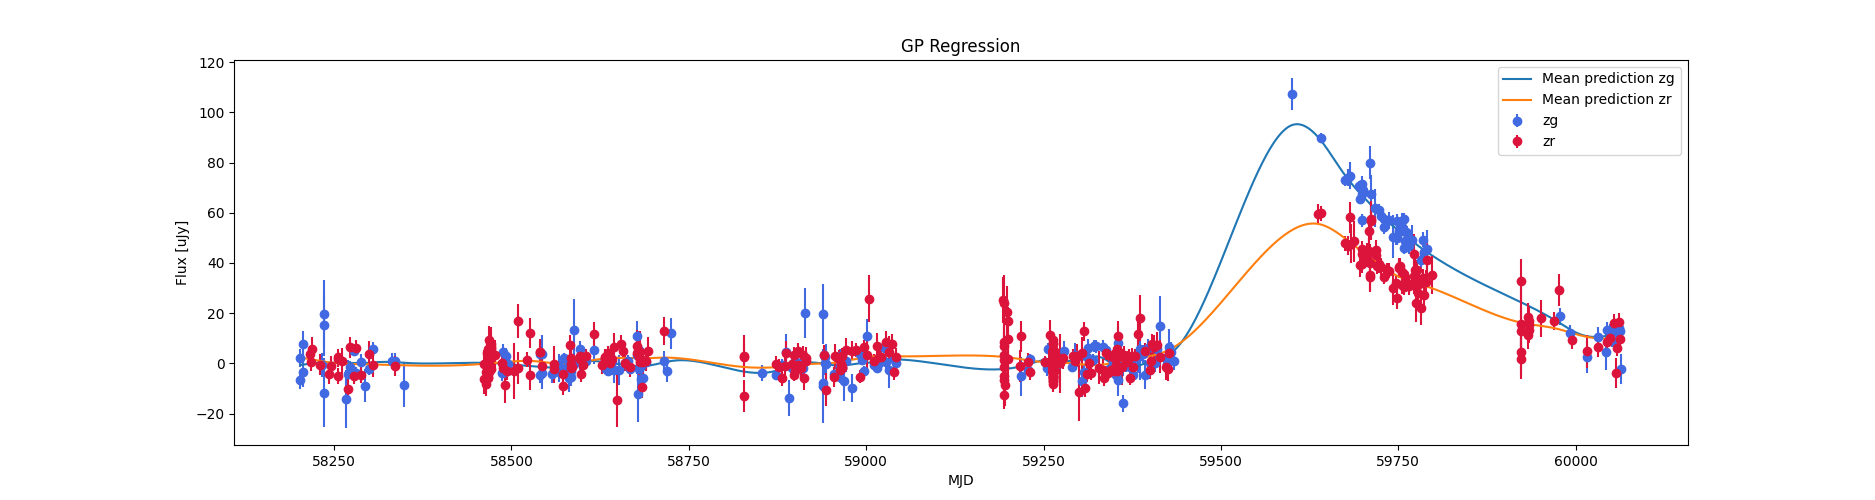 GP Regression
120
100
80
60
40
20
0
−20
Flux [uJy]
58250
58500
58750
59000
59250
59500
59750
60000
MJD
Mean prediction zg
Mean prediction zr
zg
zr